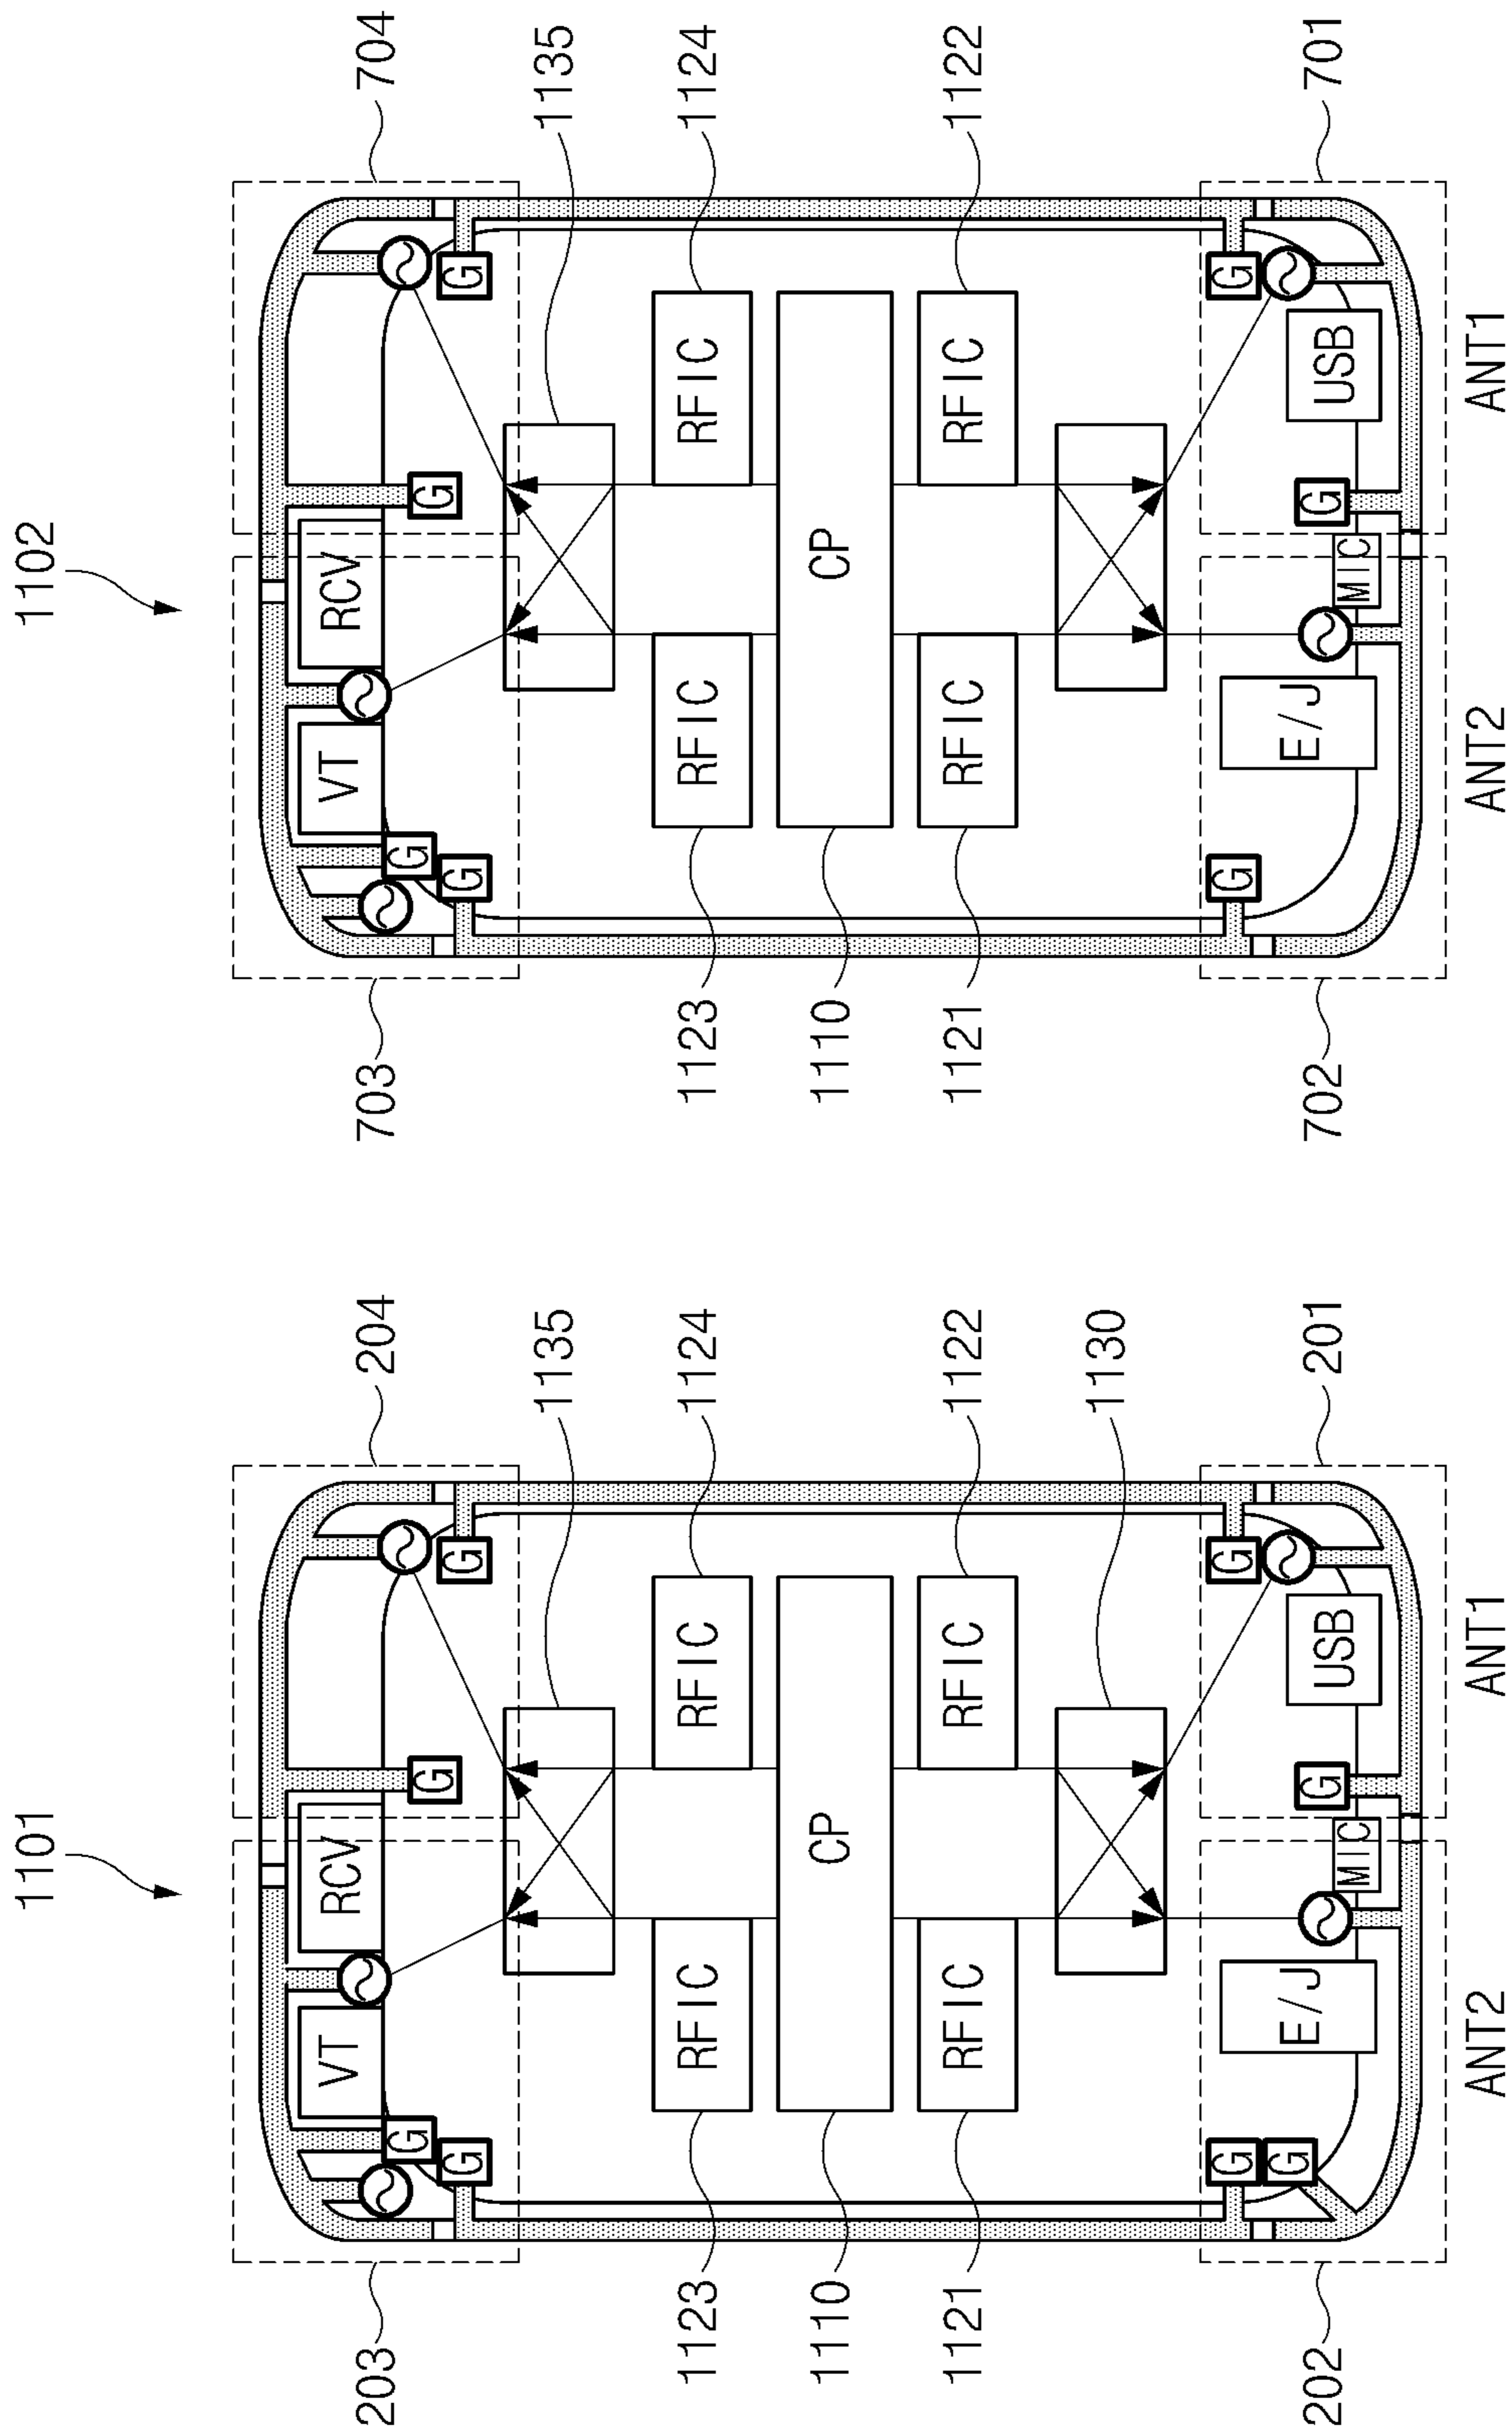 1101
VT
RCV
203
204
G
G
G
G
1135
1123
RFIC
RFIC
1124
1110
CP
1121
RFIC
RFIC
1122
1130
G
G
G
G
202
E/J
USB
201
MIC
ANT2
ANT1
1102
VT
RCV
703
704
G
G
G
G
1135
1123
RFIC
RFIC
1124
1110
CP
1121
RFIC
RFIC
1122
G
G
G
702
E/J
USB
701
MIC
ANT2
ANT1